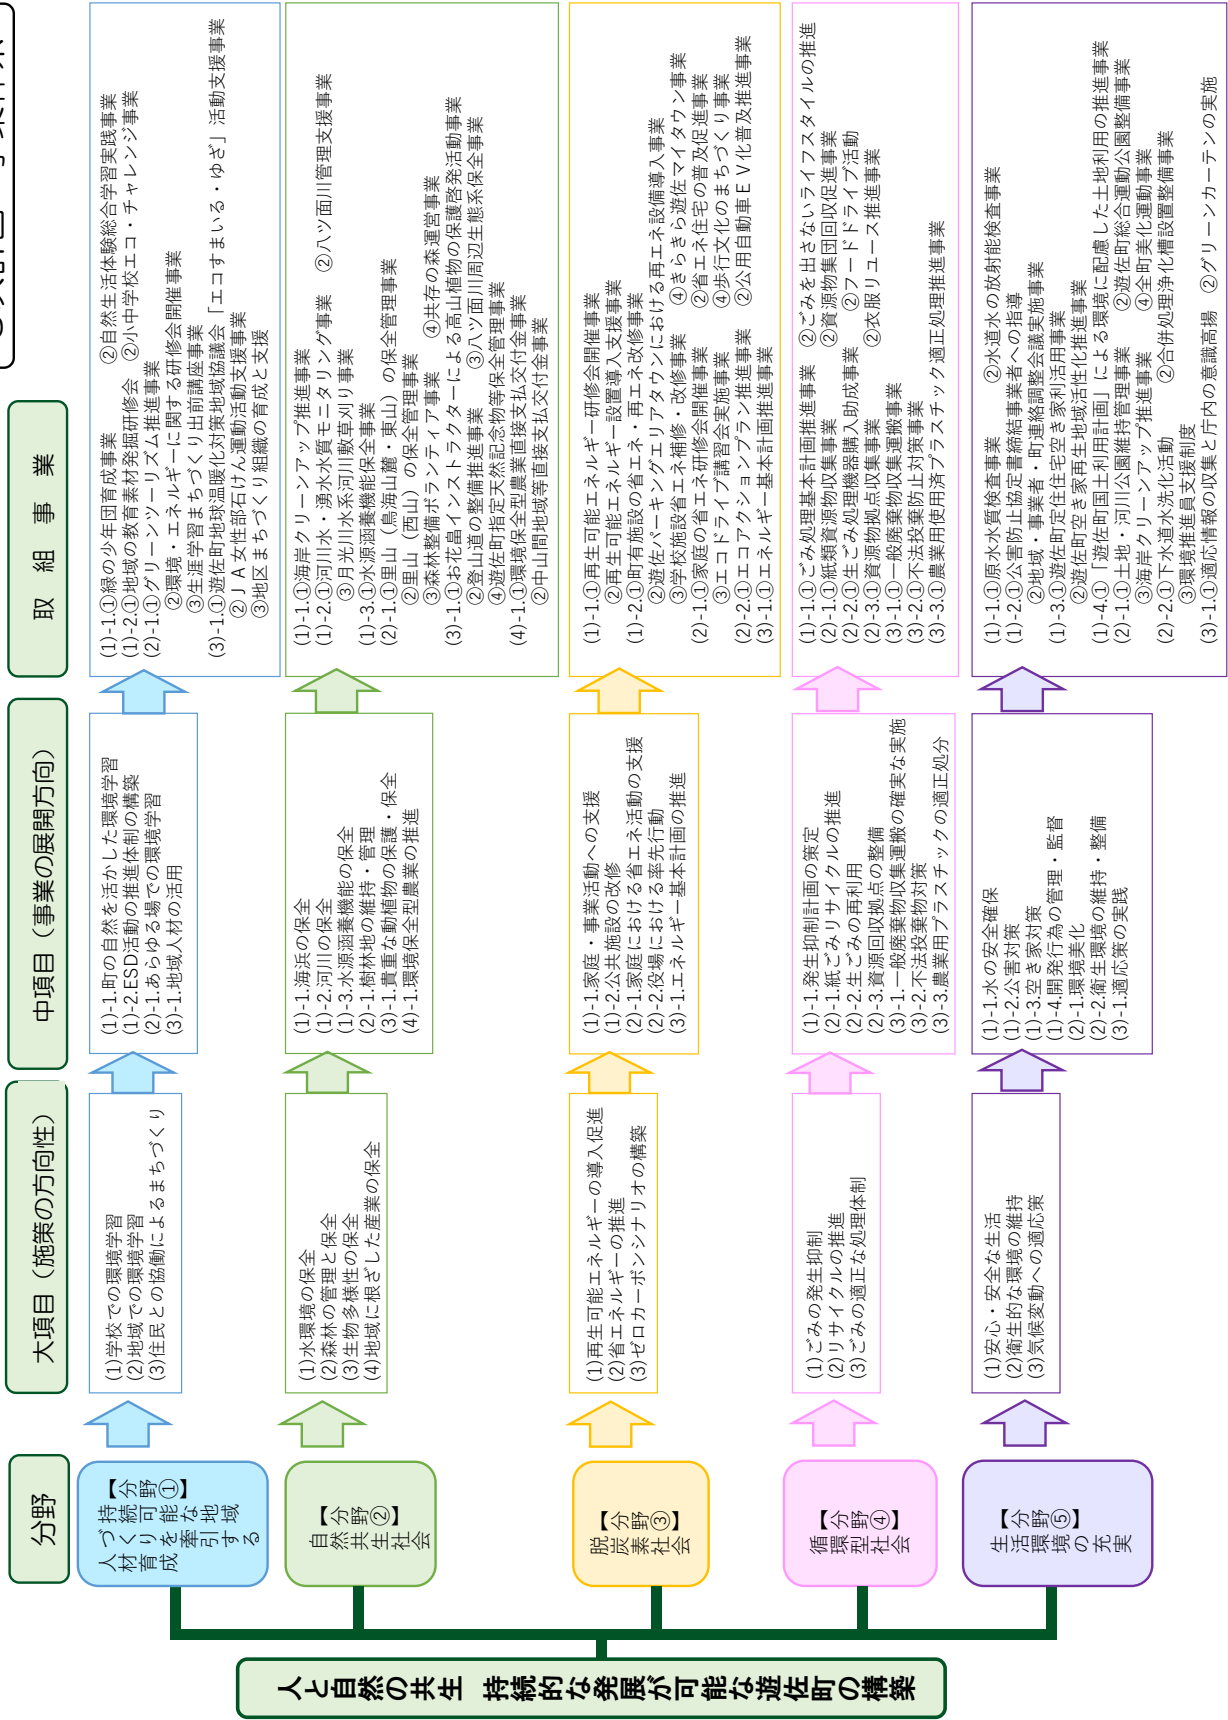 分野
大項目（施策の方向性）
中項目（事業の展開方向）
取　組　事　業
人と自然の共生　持続的な発展が可能な遊佐町の構築
【分野①】
持続可能な地域
づくりを牽引する
人材育成
(1)学校での環境学習
(2)地域での環境学習
(3)住民との協働によるまちづくり
(1)-1.町の自然を活かした環境学習
(1)-2.ESD活動の推進体制の構築
(2)-1.あらゆる場での環境学習
(3)-1.地域人材の活用
(1)-1.①緑の少年団育成事業　②自然生活体験総合学習実践事業
(1)-2.①地域の教育素材発掘研修会　②小中学校エコ・チャレンジ事業
(2)-1.①グリーンツーリズム推進事業
②環境・エネルギーに関する研修会開催事業
③生涯学習まちづくり出前講座事業
(3)-1.①遊佐町地球温暖化対策地域協議会「エコすまいる・ゆざ」活動支援事業
②ＪＡ女性部石けん運動活動支援事業
③地区まちづくり組織の育成と支援
【分野②】
自然共生社会
(1)水環境の保全
(2)森林の管理と保全
(3)生物多様性の保全
(4)地域に根ざした産業の保全
(1)-1.海浜の保全
(1)-2.河川の保全
(1)-3.水源涵養機能の保全
(2)-1.樹林地の維持・管理
(3)-1.貴重な動植物の保護・保全
(4)-1.環境保全型農業の推進
(1)-1.①海岸クリーンアップ推進事業
(1)-2.①河川水・湧水水質モニタリング事業　②八ツ面川管理支援事業
③月光川水系河川敷草刈り事業
(1)-3.①水源涵養機能保全事業
(2)-1.①里山（鳥海山麓・東山）の保全管理事業
②里山（西山）の保全管理事業
③森林整備ボランティア事業　④共存の森運営事業
(3)-1.①お花畠インストラクターによる高山植物の保護啓発活動事業
②登山道の整備推進事業　③八ツ面川周辺生態系保全事業
④遊佐町指定天然記念物等保全管理事業
(4)-1.①環境保全型農業直接支払交付金事業
②中山間地域等直接支払交付金事業
【分野③】
脱炭素社会
(1)再生可能エネルギーの導入促進
(2)省エネルギーの推進
(3)ゼロカーボンシナリオの構築
(1)-1.家庭・事業活動への支援
(1)-2.公共施設の改修
(2)-1.家庭における省エネ活動の支援
(2)-2.役場における率先行動
(3)-1.エネルギー基本計画の推進
(1)-1.①再生可能エネルギー研修会開催事業
②再生可能エネルギー設置導入支援事業
(1)-2.①町有施設の省エネ・再エネ改修事業
②遊佐パーキングエリアタウンにおける再エネ設備導入事業
③学校施設省エネ補修・改修事業　④きらきら遊佐マイタウン事業
(2)-1.①家庭の省エネ研修会開催事業　②省エネ住宅の普及促進事業
③エコドライブ講習会実施事業　④歩行文化のまちづくり事業
(2)-2.①エコアクションプラン推進事業　②公用自動車ＥＶ化普及推進事業
(3)-1.①エネルギー基本計画推進事業
【分野④】
循環型社会
(1)ごみの発生抑制
(2)リサイクルの推進
(3)ごみの適正な処理体制
(1)-1.発生抑制計画の策定
(2)-1.紙ごみリサイクルの推進
(2)-2.生ごみの再利用
(2)-3.資源回収拠点の整備
(3)-1.一般廃棄物収集運搬の確実な実施
(3)-2.不法投棄物対策
(3)-3.農業用プラスチックの適正処分
(1)-1.①ごみ処理基本計画推進事業　②ごみを出さないライフスタイルの推進
(2)-1.①紙類資源物収集事業　②資源物集団回収促進事業
(2)-2.①生ごみ処理機器購入助成事業　②フードドライブ活動
(2)-3.①資源物拠点収集事業　②衣服リユース推進事業
(3)-1.①一般廃棄物収集運搬事業
(3)-2.①不法投棄防止対策事業
(3)-3.①農業用使用済プラスチック適正処理推進事業
【分野⑤】
生活環境の充実
(1)安心・安全な生活
(2)衛生的な環境の維持
(3)気候変動への適応策
(1)-1.水の安全確保
(1)-2.公害対策
(1)-3.空き家対策
(1)-4.開発行為の管理・監督
(2)-1.環境美化
(2)-2.衛生環境の維持・整備
(3)-1.適応策の実践
(1)-1.①原水水質検査事業　②水道水の放射能検査事業
(1)-2.①公害防止協定書締結事業者への指導
②地域・事業者・町連絡調整会議実施事業
(1)-3.①遊佐町定住住宅空き家利活用事業
②遊佐町空き家再生地域活性化推進事業
(1)-4.①「遊佐町国土利用計画」による環境に配慮した土地利用の推進事業
(2)-1.①土地・河川公園維持管理事業　②遊佐町総合運動公園整備事業
③海岸クリーンアップ推進事業　④全町美化運動事業
(2)-2.①下水道水洗化活動　②合併処理浄化槽設置整備事業
③環境推進員支援制度
(3)-1.①適応情報の収集と庁内の意識高揚　②グリーンカーテンの実施